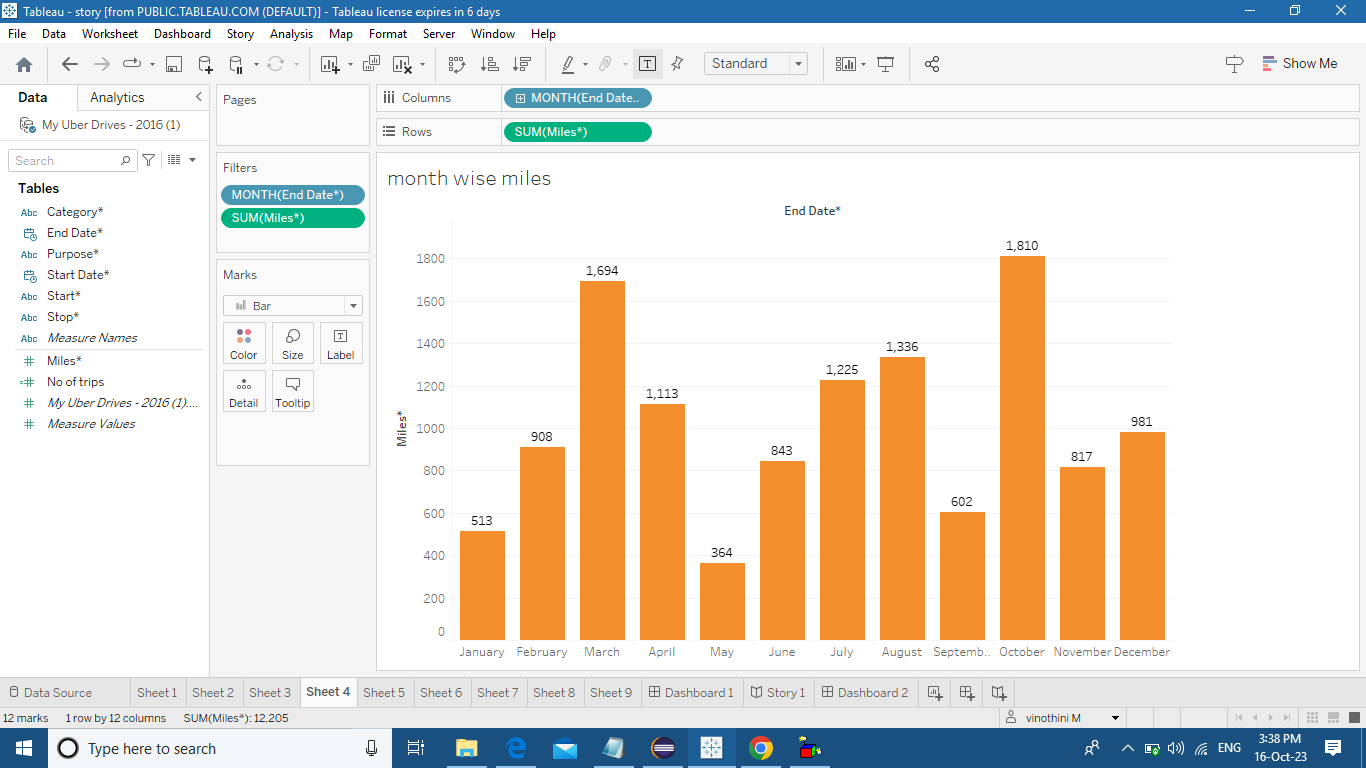 Tableau - story [from PUBLIC.TABLEAU.COM (DEFAULT)] - Tableau license expires in 6 days
File Data Worksheet Dashboard Story Analysis Map Format Server Window Help
Standard
Show Me
Data Analytics
My Uber Drives - 2016 (1)
Search
Tables
Abc Category*
End Date*
Abc Purpose*
Start Date*
Abc Start*
Abc Stop*
Abc Measure Names
# Miles*
=# No of trips
# My Uber Drives - 2016 (1)....
# Measure Values
Pages
Filters
MONTH(End Date*)
SUM(Miles*)
Marks
Bar
Color Size Label
Detail Tooltip
Columns MONTH(End Date..
Rows SUM(Miles*)
month wise miles
End Date*
Miles*
1800
1600
1400
1200
1000
800
600
400
200
0
513 908 1,694 1,113 364 843 1,225 1,336 602 1,810 817 981
January February March April May June July August Septemb.. October November December
Data Source Sheet 1 Sheet 2 Sheet 3 Sheet 4 Sheet 5 Sheet 6 Sheet 7 Sheet 8 Sheet 9 Dashboard 1 Story 1 Dashboard 2
12 marks 1 row by 12 columns SUM(Miles*): 12,205 vinothini M
Type here to search
ENG
3:38 PM
16-Oct-23